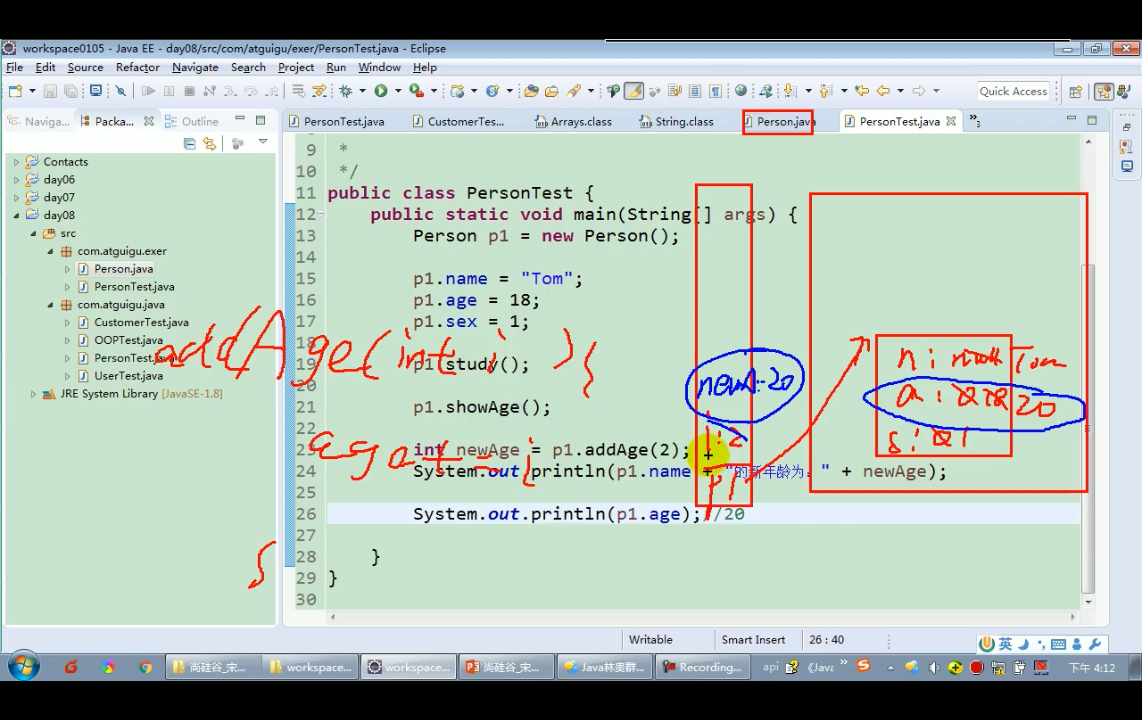 workspace0105 - Java EE - day08/src/com/atguigu/exer/PersonTest.java - Eclipse
File Edit Source Refactor Navigate Search Project Run Window Help
Quick Access
Naviga... Packa... Outline
PersonTest.java CustomerTes... Arrays.class String.class Person.java PersonTest.java
Contacts
day06
day07
day08
src
com.atguigu.exer
Person.java
PersonTest.java
com.atguigu.java
CustomerTest.java
OOPTest.java
PersonTest.java
UserTest.java
JRE System Library [JavaSE-1.8]
9 *
10 */
11 public class PersonTest {
12 public static void main(String[] args) {
13 Person p1 = new Person();
14
15 p1.name = "Tom";
16 p1.age = 18;
17 p1.sex = 1;
18
19 p1.study();
20
21 p1.showAge();
22
23 int newAge = p1.addAge(2);
24 System.out.println(p1.name + "的新年龄为:" + newAge);
25
26 System.out.println(p1.age);//20
27
28 }
29 }
30
addAge(int i){
age += i
newA:20
i:2
p1
n: Tom
a: 20
s: 1
Writable Smart Insert 26 : 40
英
尚硅谷_宋... workspace... workspac... 尚硅谷_宋... Java林更群... Recording... api 《Java 下午 4:12